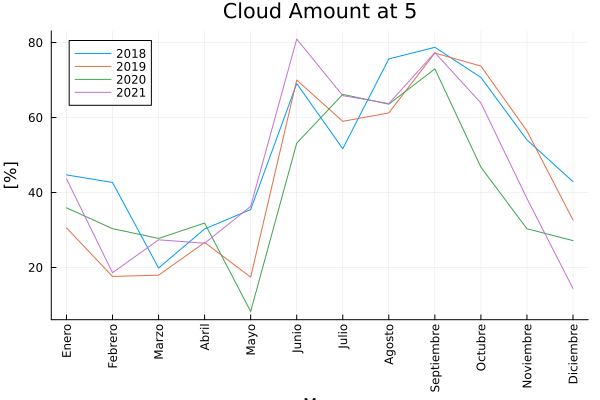 Cloud Amount at 5
[%]
80
60
40
20
2018
2019
2020
2021
Enero
Febrero
Marzo
Abril
Mayo
Junio
Julio
Agosto
Septiembre
Octubre
Noviembre
Diciembre